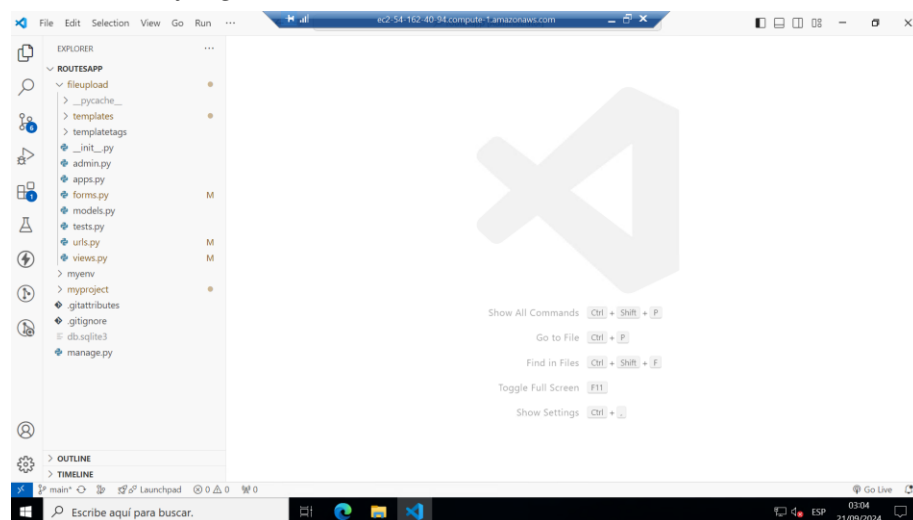 ec2-54-162-40-94.compute-1.amazonaws.com
File Edit Selection View Go Run ...
EXPLORER ...
ROUTESAPP
fileupload
__pycache__
templates
templatetags
__init__.py
admin.py
apps.py
forms.py M
models.py
tests.py
urls.py M
views.py M
myenv
myproject
.gitattributes
.gitignore
db.sqlite3
manage.py
6
1
Show All Commands Ctrl + Shift + P
Go to File Ctrl + P
Find in Files Ctrl + Shift + F
Toggle Full Screen F11
Show Settings Ctrl + ,
OUTLINE
TIMELINE
main* Launchpad 0 0 0 Go Live
Escribe aquí para buscar. ESP 03:04
21/09/2024